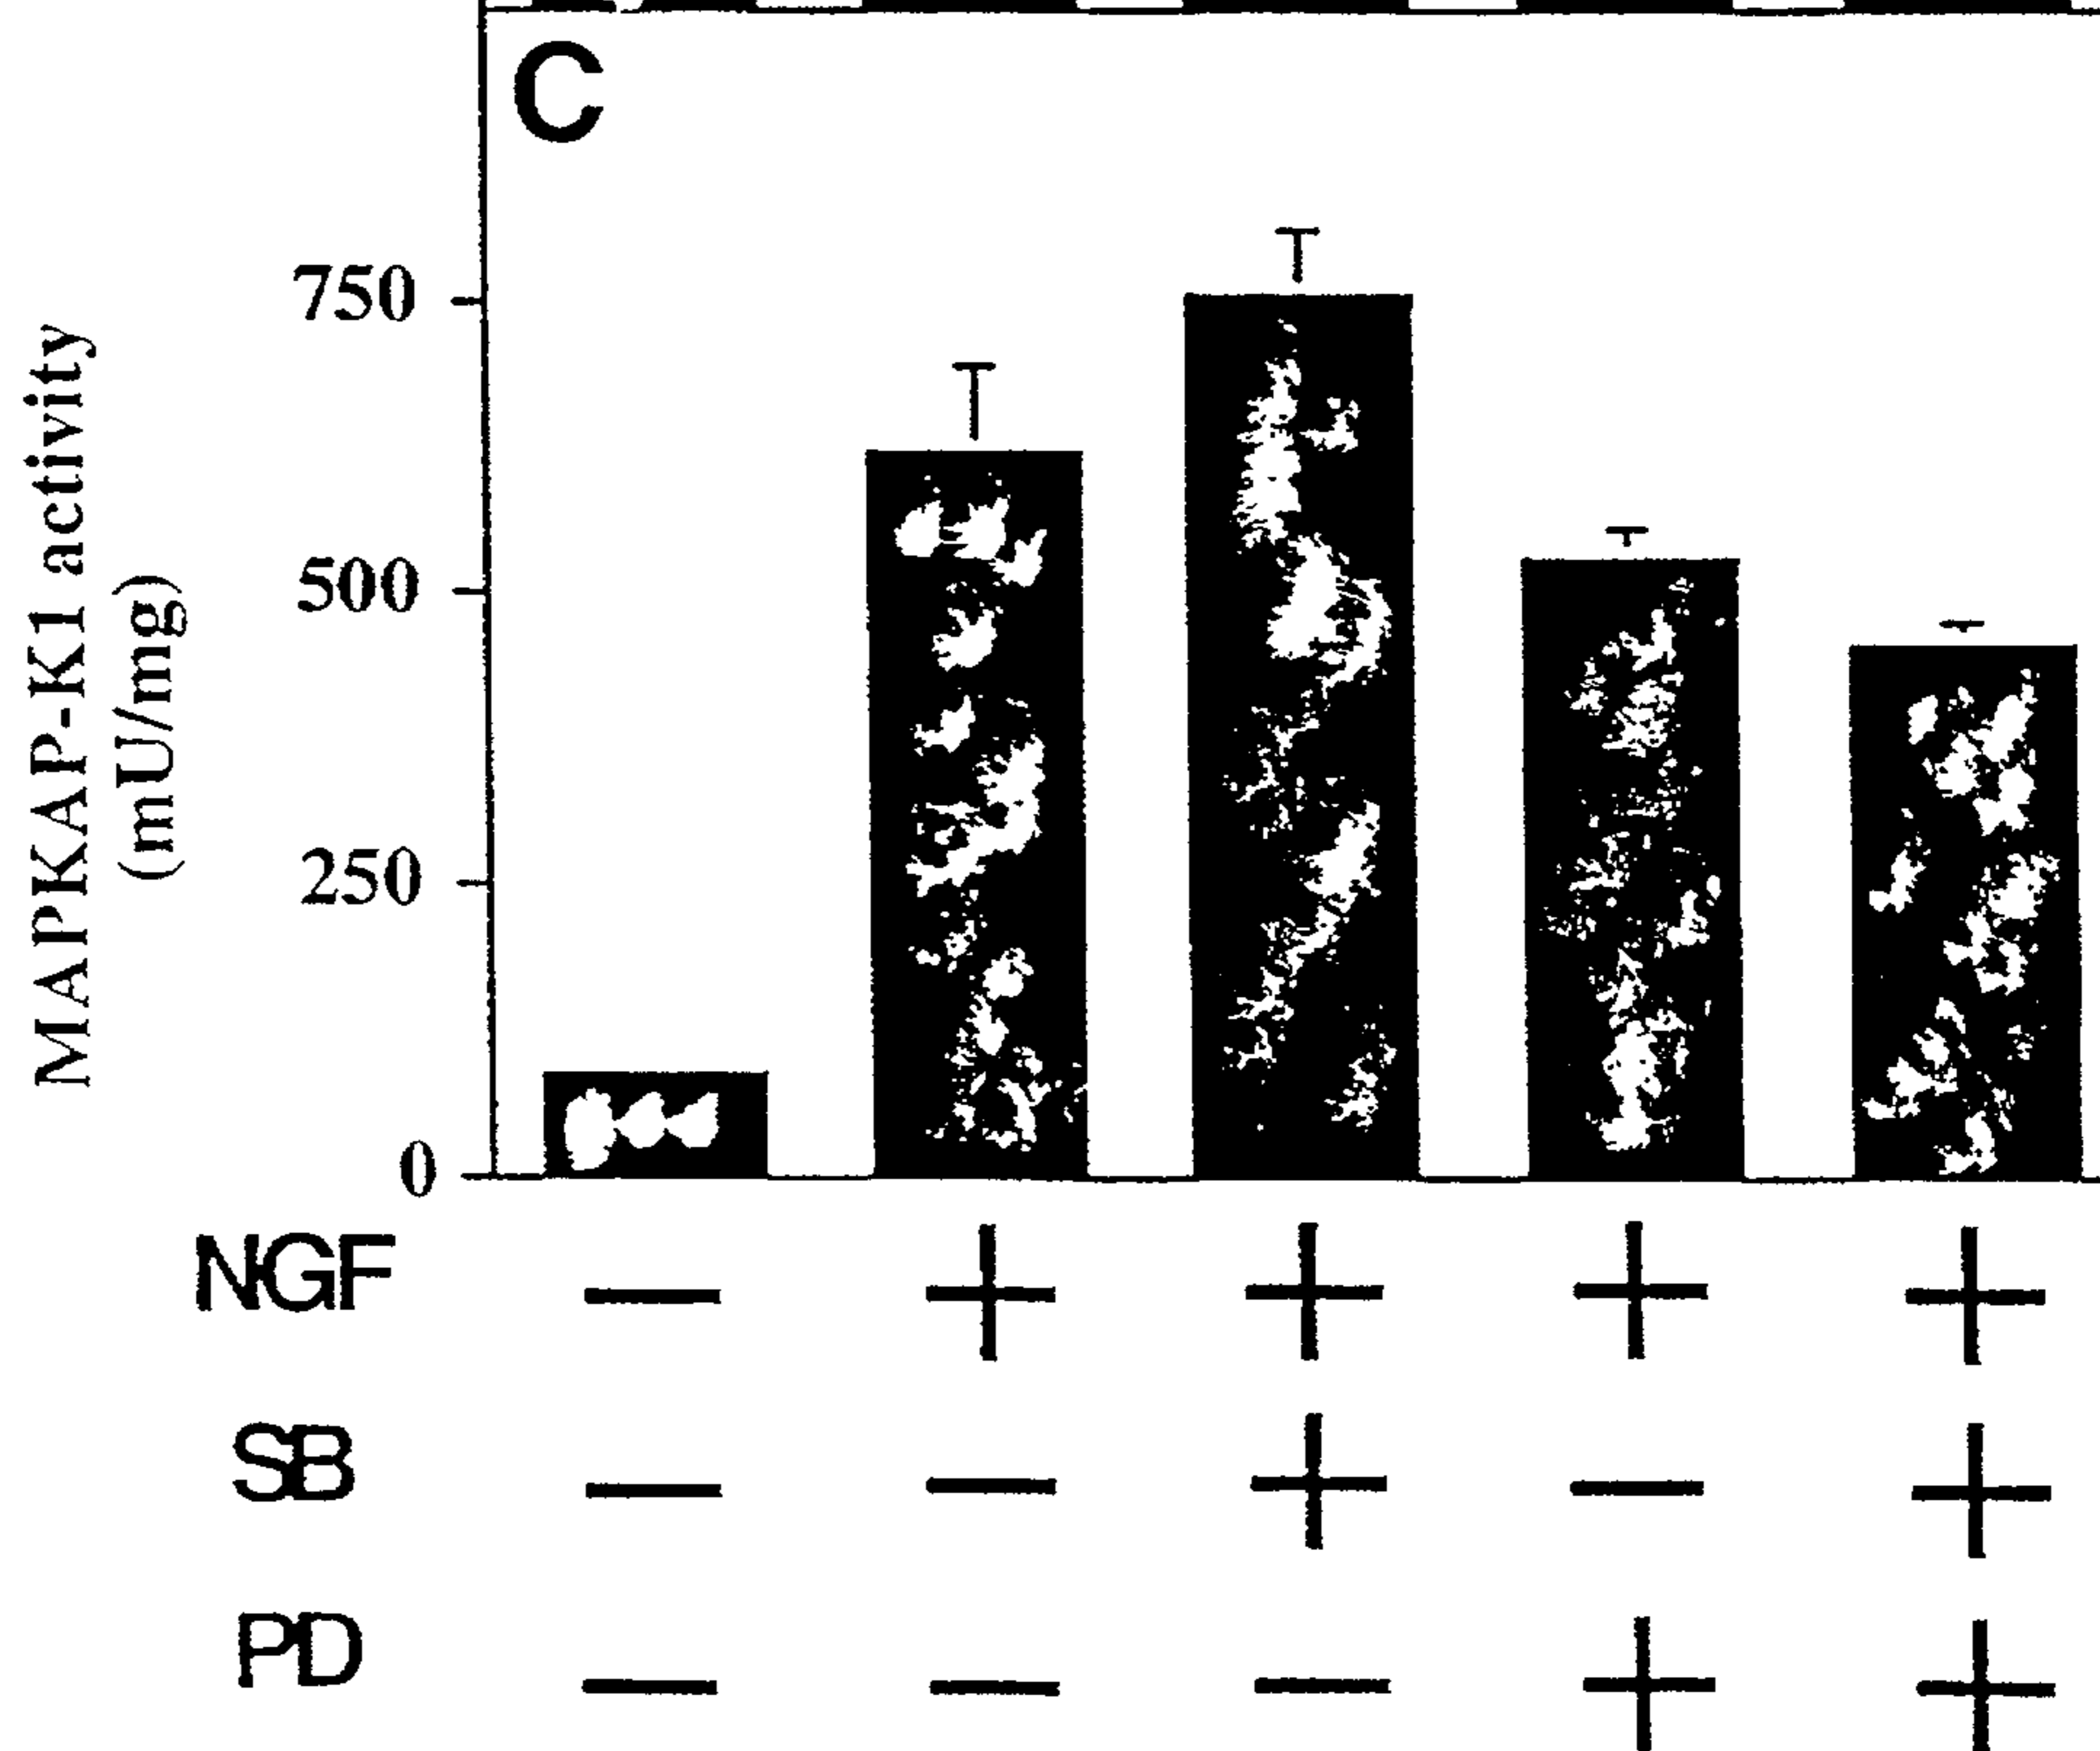 C
MAPKAP-K1 activity
(mU/mg)
750
500
250
0
NGF — + + + +
SB — — + — +
PD — — — + +